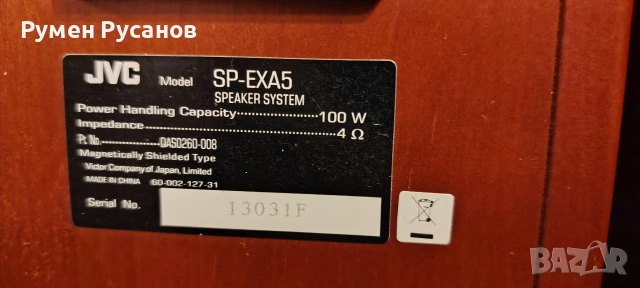 Румен Русанов
JVC Model SP-EXA5
SPEAKER SYSTEM
Power Handling Capacity 100 W
Impedance 4 Ω
Pt. No. QAS0260-008
Magnetically Shielded Type
Victor Company of Japan, Limited
MADE IN CHINA 60-002-127-31
Serial No. 13031F
BAZAR.bg